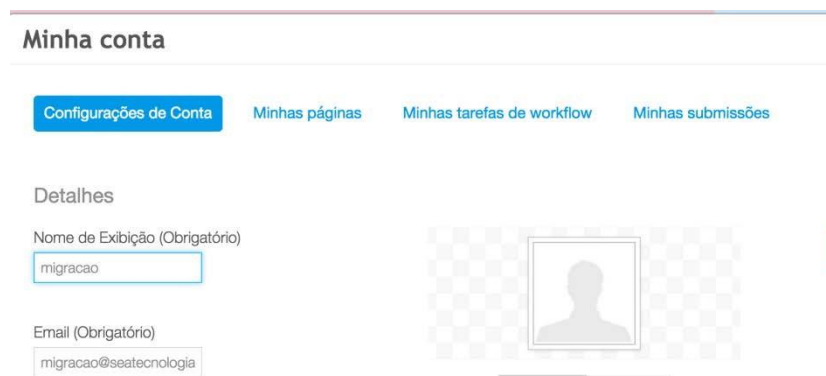 Minha conta
Configurações de Conta Minhas páginas Minhas tarefas de workflow Minhas submissões
Detalhes
Nome de Exibição (Obrigatório)
migracao
Email (Obrigatório)
migracao@seatecnologia